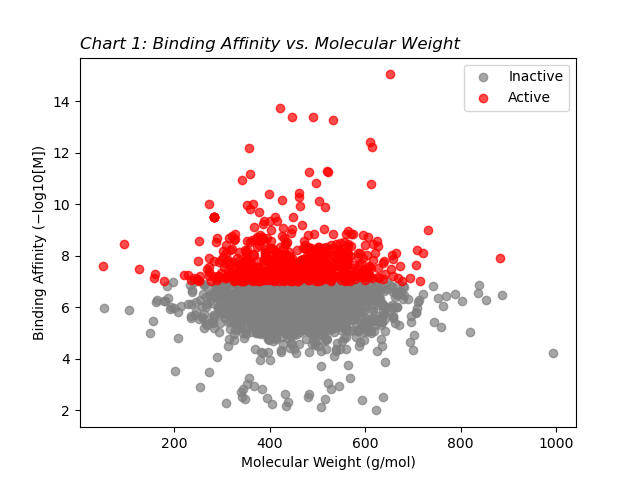 Chart 1: Binding Affinity vs. Molecular Weight
Inactive
Active
Binding Affinity (−log10[M])
14
12
10
8
6
4
2
200
400
600
800
1000
Molecular Weight (g/mol)